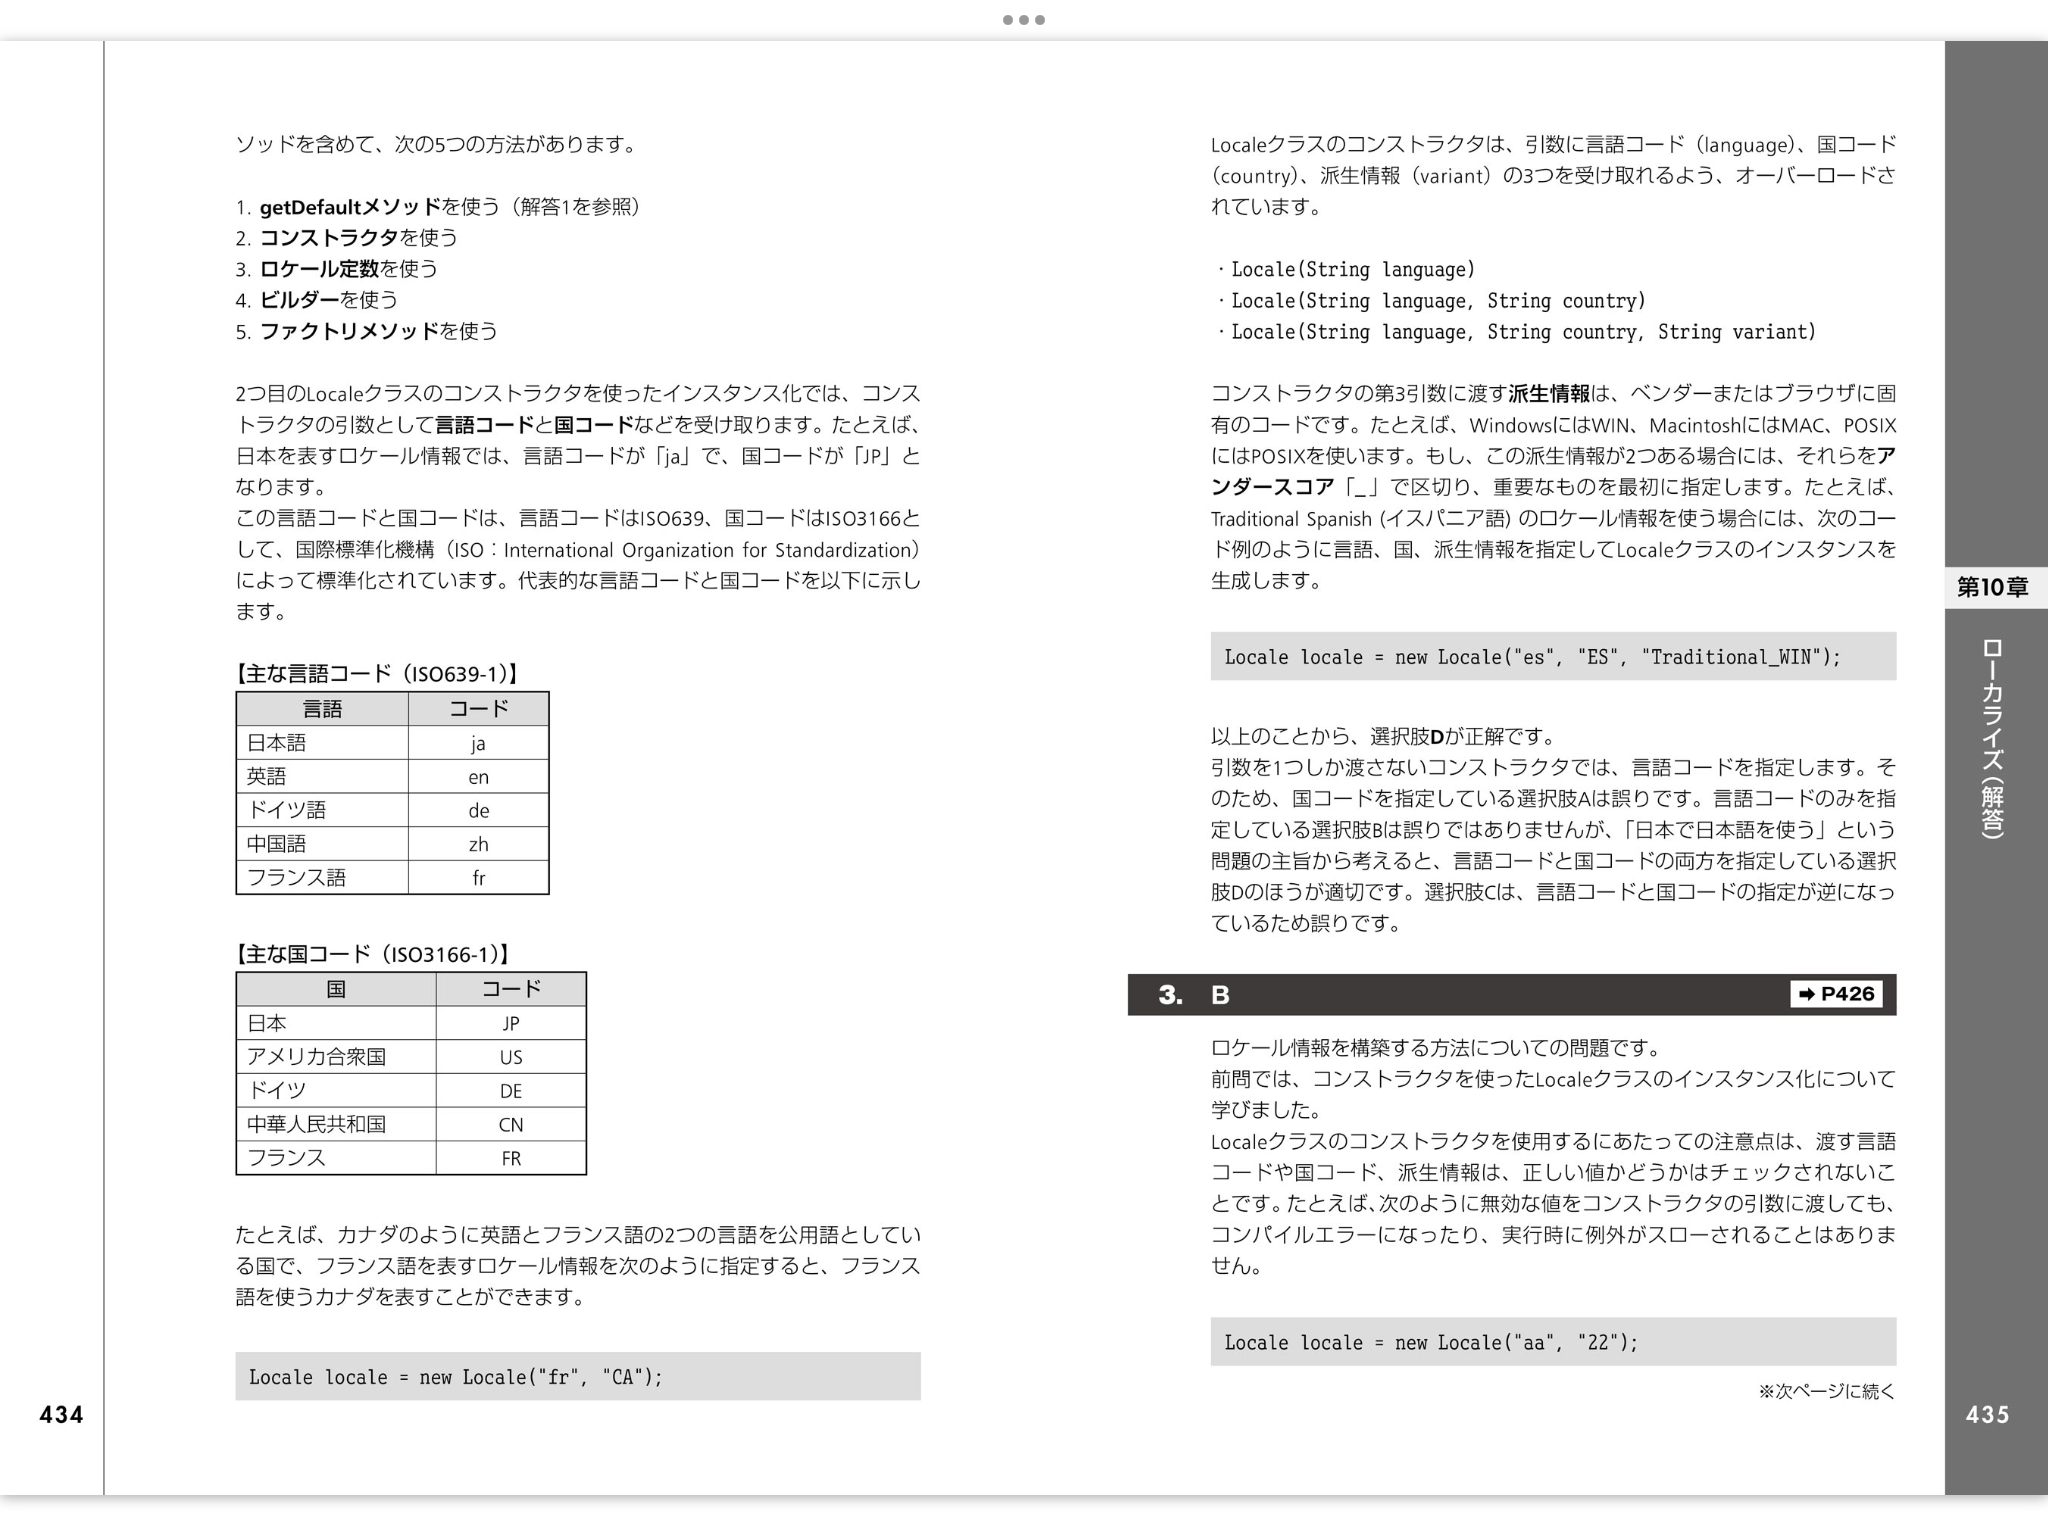 ソッドを含めて、次の5つの方法があります。
1. getDefaultメソッドを使う（解答1を参照）
2. コンストラクタを使う
3. ロケール定数を使う
4. ビルダーを使う
5. ファクトリメソッドを使う
2つ目のLocaleクラスのコンストラクタを使ったインスタンス化では、コンス
トラクタの引数として言語コードと国コードなどを受け取ります。たとえば、
日本を表すロケール情報では、言語コードが「ja」で、国コードが「JP」と
なります。
この言語コードと国コードは、言語コードはISO639、国コードはISO3166と
して、国際標準化機構（ISO：International Organization for Standardization）
によって標準化されています。代表的な言語コードと国コードを以下に示し
ます。
【主な言語コード（ISO639-1）】
言語 コード
日本語 ja
英語 en
ドイツ語 de
中国語 zh
フランス語 fr
【主な国コード（ISO3166-1）】
国 コード
日本 JP
アメリカ合衆国 US
ドイツ DE
中華人民共和国 CN
フランス FR
たとえば、カナダのように英語とフランス語の2つの言語を公用語としてい
る国で、フランス語を表すロケール情報を次のように指定すると、フランス
語を使うカナダを表すことができます。
Locale locale = new Locale("fr", "CA");
434
Localeクラスのコンストラクタは、引数に言語コード（language）、国コード
（country）、派生情報（variant）の3つを受け取れるよう、オーバーロードさ
れています。
・Locale(String language)
・Locale(String language, String country)
・Locale(String language, String country, String variant)
コンストラクタの第3引数に渡す派生情報は、ベンダーまたはブラウザに固
有のコードです。たとえば、WindowsにはWIN、MacintoshにはMAC、POSIX
にはPOSIXを使います。もし、この派生情報が2つある場合には、それらをア
ンダースコア「_」で区切り、重要なものを最初に指定します。たとえば、
Traditional Spanish (イスパニア語) のロケール情報を使う場合には、次のコー
ド例のように言語、国、派生情報を指定してLocaleクラスのインスタンスを
生成します。
Locale locale = new Locale("es", "ES", "Traditional_WIN");
以上のことから、選択肢Dが正解です。
引数を1つしか渡さないコンストラクタでは、言語コードを指定します。そ
のため、国コードを指定している選択肢Aは誤りです。言語コードのみを指
定している選択肢Bは誤りではありませんが、「日本で日本語を使う」という
問題の主旨から考えると、言語コードと国コードの両方を指定している選択
肢Dのほうが適切です。選択肢Cは、言語コードと国コードの指定が逆になっ
ているため誤りです。
3. B ➡ P426
ロケール情報を構築する方法についての問題です。
前問では、コンストラクタを使ったLocaleクラスのインスタンス化について
学びました。
Localeクラスのコンストラクタを使用するにあたっての注意点は、渡す言語
コードや国コード、派生情報は、正しい値かどうかはチェックされないこ
とです。たとえば、次のように無効な値をコンストラクタの引数に渡しても、
コンパイルエラーになったり、実行時に例外がスローされることはありま
せん。
Locale locale = new Locale("aa", "22");
※次ページに続く
第10章
ローカライズ（解答）
435